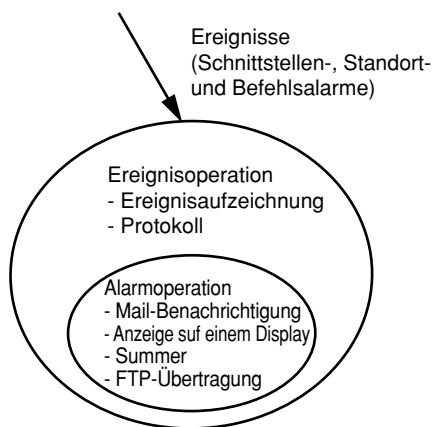 Ereignisse
(Schnittstellen-, Standort-
und Befehlsalarme)
Ereignisoperation
- Ereignisaufzeichnung
- Protokoll
Alarmoperation
- Mail-Benachrichtigung
- Anzeige suf einem Display
- Summer
- FTP-Übertragung